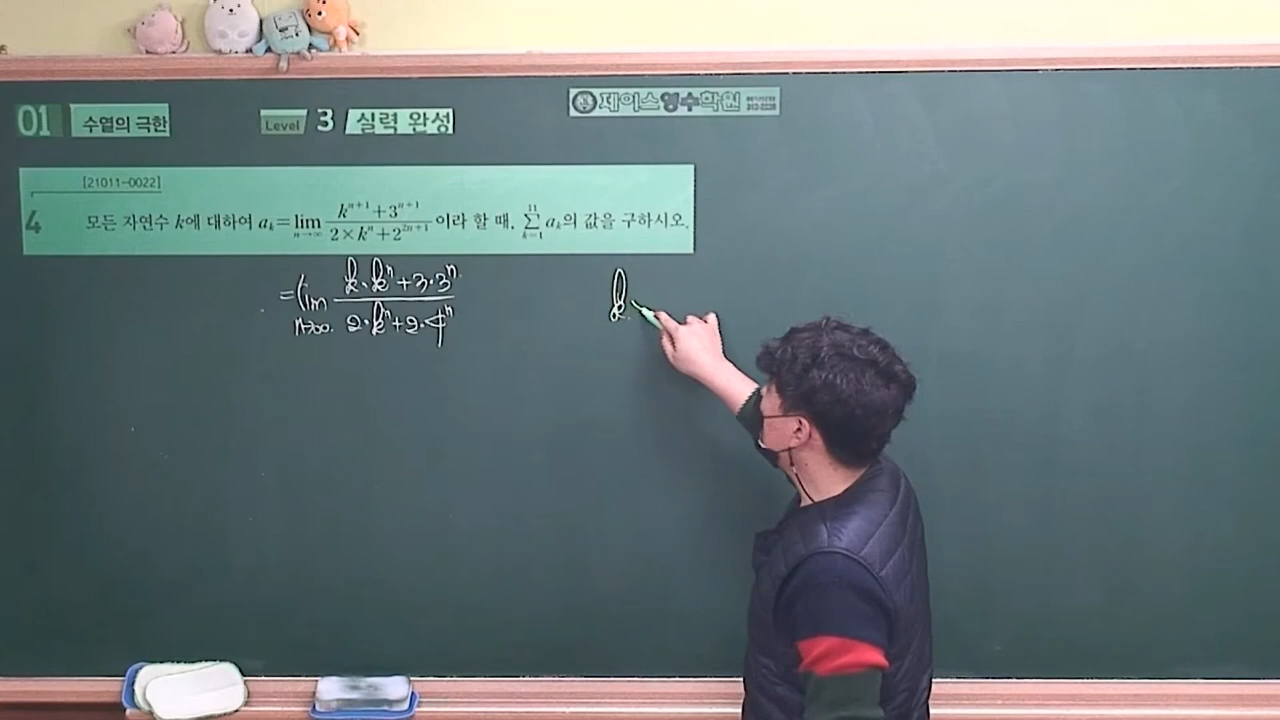 제이스영수학원
01 수열의 극한 Level 3 실력 완성
[21011-0022]
4 모든 자연수 k에 대하여 a_k = lim_{n→∞} \frac{k^{n+1}+3^{n+1}}{2×k^n+2^{2n+1}} 이라 할 때, \sum_{k=1}^{11} a_k의 값을 구하시오.
= lim_{n→∞} \frac{k·k^n+3·3^n}{2·k^n+2·4^n}
k